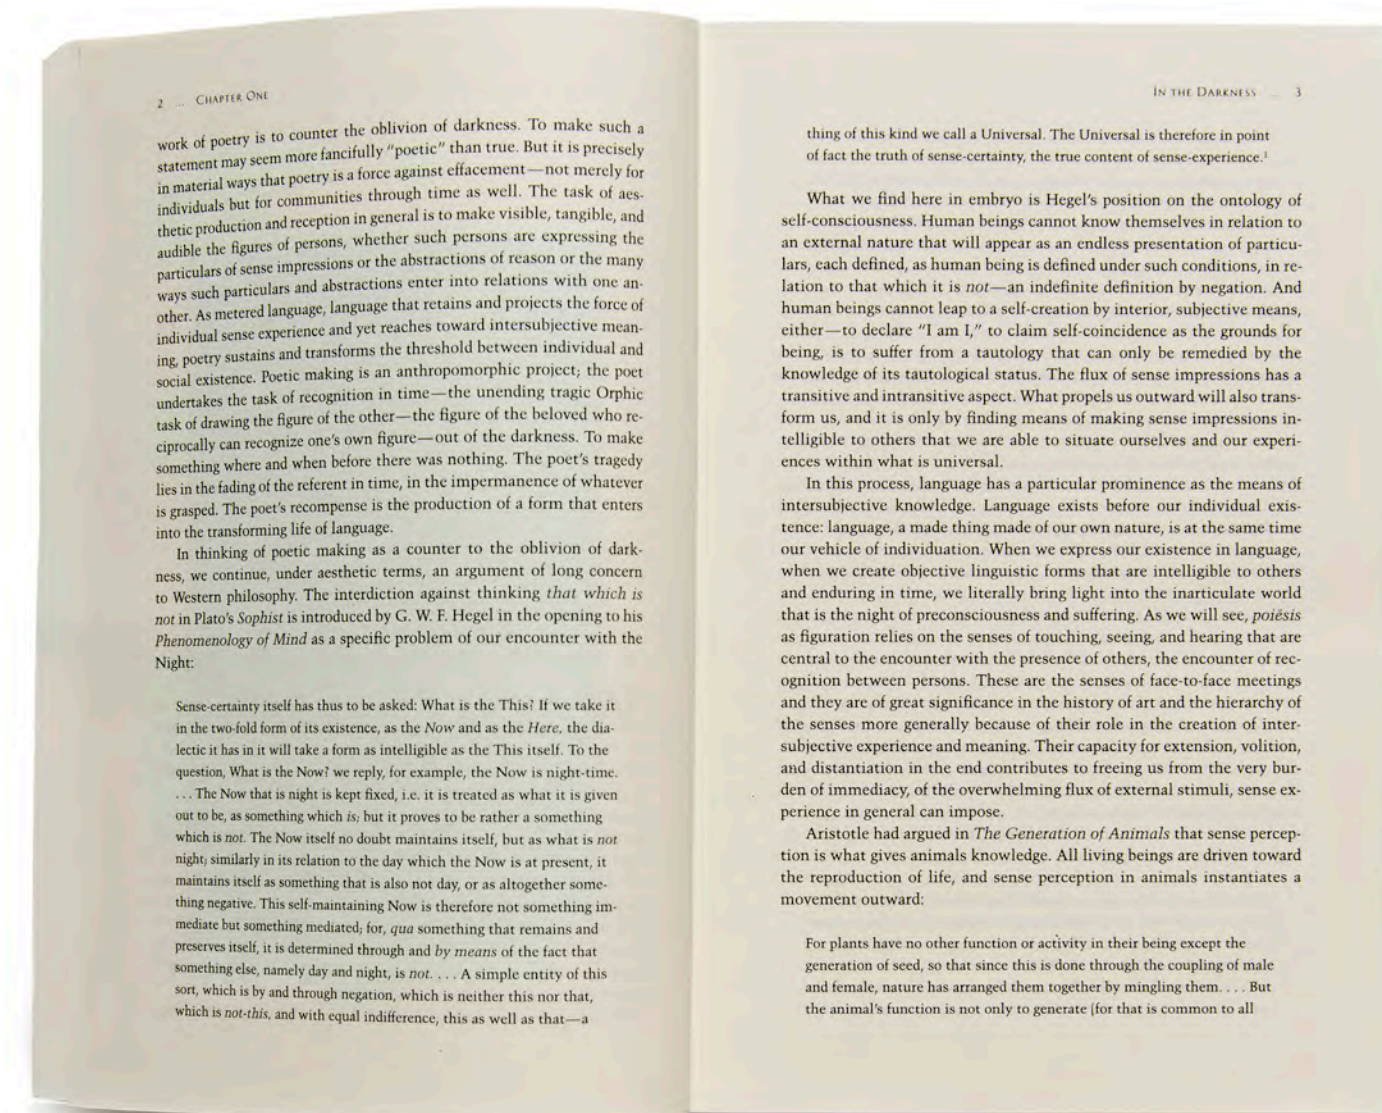 2 ... CHAPTER ONE
work of poetry is to counter the oblivion of darkness. To make such a
statement may seem more fancifully "poetic" than true. But it is precisely
in material ways that poetry is a force against effacement—not merely for
individuals but for communities through time as well. The task of aes-
thetic production and reception in general is to make visible, tangible, and
audible the figures of persons, whether such persons are expressing the
particulars of sense impressions or the abstractions of reason or the many
ways such particulars and abstractions enter into relations with one an-
other. As metered language, language that retains and projects the force of
individual sense experience and yet reaches toward intersubjective mean-
ing, poetry sustains and transforms the threshold between individual and
social existence. Poetic making is an anthropomorphic project; the poet
undertakes the task of recognition in time—the unending tragic Orphic
task of drawing the figure of the other—the figure of the beloved who re-
ciprocally can recognize one's own figure—out of the darkness. To make
something where and when before there was nothing. The poet's tragedy
lies in the fading of the referent in time, in the impermanence of whatever
is grasped. The poet's recompense is the production of a form that enters
into the transforming life of language.
In thinking of poetic making as a counter to the oblivion of dark-
ness, we continue, under aesthetic terms, an argument of long concern
to Western philosophy. The interdiction against thinking that which is
not in Plato's Sophist is introduced by G. W. F. Hegel in the opening to his
Phenomenology of Mind as a specific problem of our encounter with the
Night:
Sense-certainty itself has thus to be asked: What is the This? If we take it
in the two-fold form of its existence, as the Now and as the Here, the dia-
lectic it has in it will take a form as intelligible as the This itself. To the
question, What is the Now? we reply, for example, the Now is night-time.
. . . The Now that is night is kept fixed, i.e. it is treated as what it is given
out to be, as something which is; but it proves to be rather a something
which is not. The Now itself no doubt maintains itself, but as what is not
night; similarly in its relation to the day which the Now is at present, it
maintains itself as something that is also not day, or as altogether some-
thing negative. This self-maintaining Now is therefore not something im-
mediate but something mediated; for, qua something that remains and
preserves itself, it is determined through and by means of the fact that
something else, namely day and night, is not. . . . A simple entity of this
sort, which is by and through negation, which is neither this nor that,
which is not-this, and with equal indifference, this as well as that—a
IN THE DARKNESS ... 3
thing of this kind we call a Universal. The Universal is therefore in point
of fact the truth of sense-certainty, the true content of sense-experience.¹
What we find here in embryo is Hegel's position on the ontology of
self-consciousness. Human beings cannot know themselves in relation to
an external nature that will appear as an endless presentation of particu-
lars, each defined, as human being is defined under such conditions, in re-
lation to that which it is not—an indefinite definition by negation. And
human beings cannot leap to a self-creation by interior, subjective means,
either—to declare "I am I," to claim self-coincidence as the grounds for
being, is to suffer from a tautology that can only be remedied by the
knowledge of its tautological status. The flux of sense impressions has a
transitive and intransitive aspect. What propels us outward will also trans-
form us, and it is only by finding means of making sense impressions in-
telligible to others that we are able to situate ourselves and our experi-
ences within what is universal.
In this process, language has a particular prominence as the means of
intersubjective knowledge. Language exists before our individual exis-
tence: language, a made thing made of our own nature, is at the same time
our vehicle of individuation. When we express our existence in language,
when we create objective linguistic forms that are intelligible to others
and enduring in time, we literally bring light into the inarticulate world
that is the night of preconsciousness and suffering. As we will see, poiēsis
as figuration relies on the senses of touching, seeing, and hearing that are
central to the encounter with the presence of others, the encounter of rec-
ognition between persons. These are the senses of face-to-face meetings
and they are of great significance in the history of art and the hierarchy of
the senses more generally because of their role in the creation of inter-
subjective experience and meaning. Their capacity for extension, volition,
and distantiation in the end contributes to freeing us from the very bur-
den of immediacy, of the overwhelming flux of external stimuli, sense ex-
perience in general can impose.
Aristotle had argued in The Generation of Animals that sense percep-
tion is what gives animals knowledge. All living beings are driven toward
the reproduction of life, and sense perception in animals instantiates a
movement outward:
For plants have no other function or activity in their being except the
generation of seed, so that since this is done through the coupling of male
and female, nature has arranged them together by mingling them. . . . But
the animal's function is not only to generate (for that is common to all